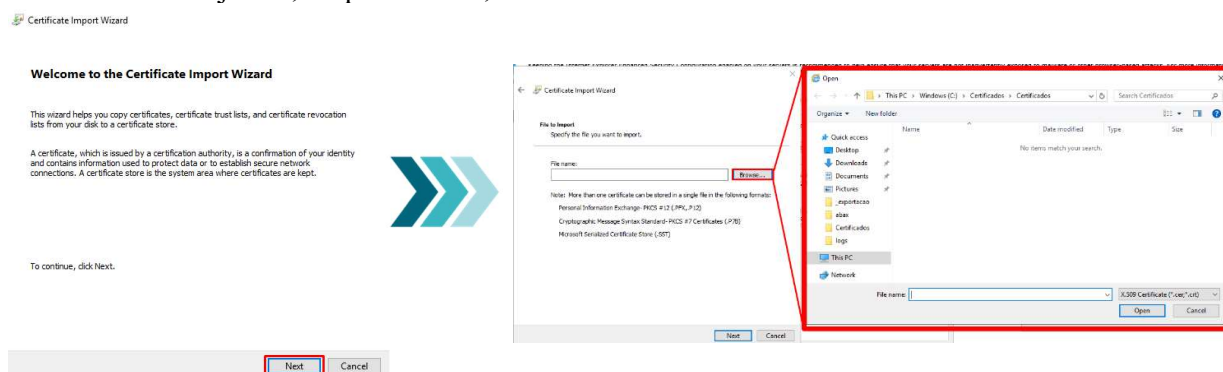 Certificate Import Wizard
Welcome to the Certificate Import Wizard
This wizard helps you copy certificates, certificate trust lists, and certificate revocation
lists from your disk to a certificate store.
A certificate, which is issued by a certification authority, is a confirmation of your identity
and contains information used to protect data or to establish secure network
connections. A certificate store is the system area where certificates are kept.
To continue, click Next.
Next
Cancel
Certificate Import Wizard
File to Import
Specify the file you want to import.
File name:
Browse...
Note: More than one certificate can be stored in a single file in the following formats:
Personal Information Exchange- PKCS #12 (.PFX,.P12)
Cryptographic Message Syntax Standard- PKCS #7 Certificates (.P7B)
Microsoft Serialized Certificate Store (.SST)
Next
Cancel
Open
This PC
Windows (C:)
Certificados
Certificados
Search Certificados
Organize
New folder
Name
Date modified
Type
Size
No items match your search.
Quick access
Desktop
Downloads
Documents
Pictures
_exportacao
abax
Certificados
logs
This PC
Network
File name:
X.509 Certificate (*.cer;*.crt)
Open
Cancel